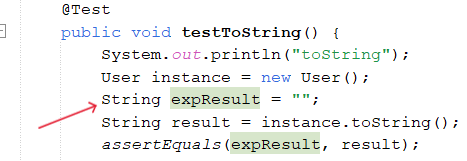 @Test
public void testToString() {
System.out.println("toString");
User instance = new User();
String expResult = "";
String result = instance.toString();
assertEquals(expResult, result);